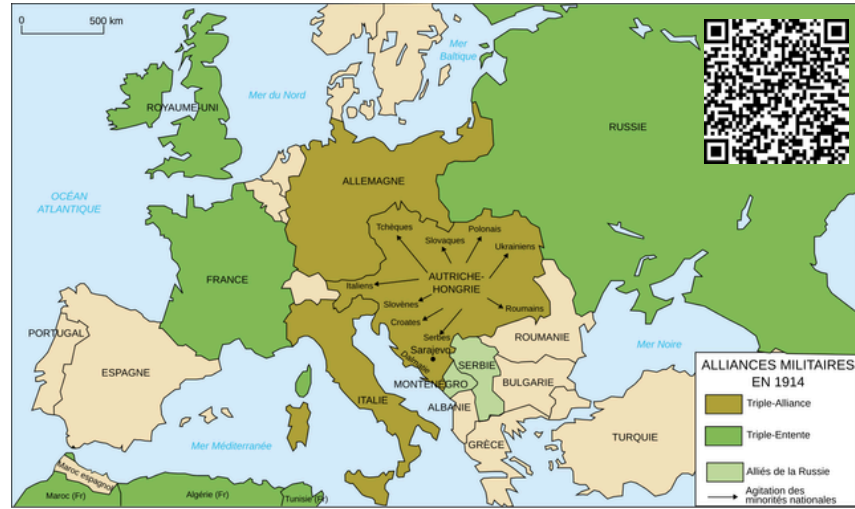 0 500 km
Mer
Baltique
Mer du Nord
ROYAUME-UNI
RUSSIE
OCÉAN
ATLANTIQUE
ALLEMAGNE
Tchèques
Polonais
Slovaques
Ukrainiens
FRANCE
AUTRICHE-
HONGRIE
Italiens
Slovènes
Roumains
Croates
PORTUGAL
Serbes
ROUMANIE
Mer Noire
Sarajevo
ESPAGNE
Dalmatie
SERBIE
MONTÉNÉGRO
BULGARIE
ITALIE
ALBANIE
TURQUIE
GRÈCE
Mer Méditerranée
Maroc espagnol
Maroc (Fr)
Algérie (Fr)
Tunisie (Fr)
ALLIANCES MILITAIRES
EN 1914
Triple-Alliance
Triple-Entente
Alliés de la Russie
Agitation des
minorités nationales